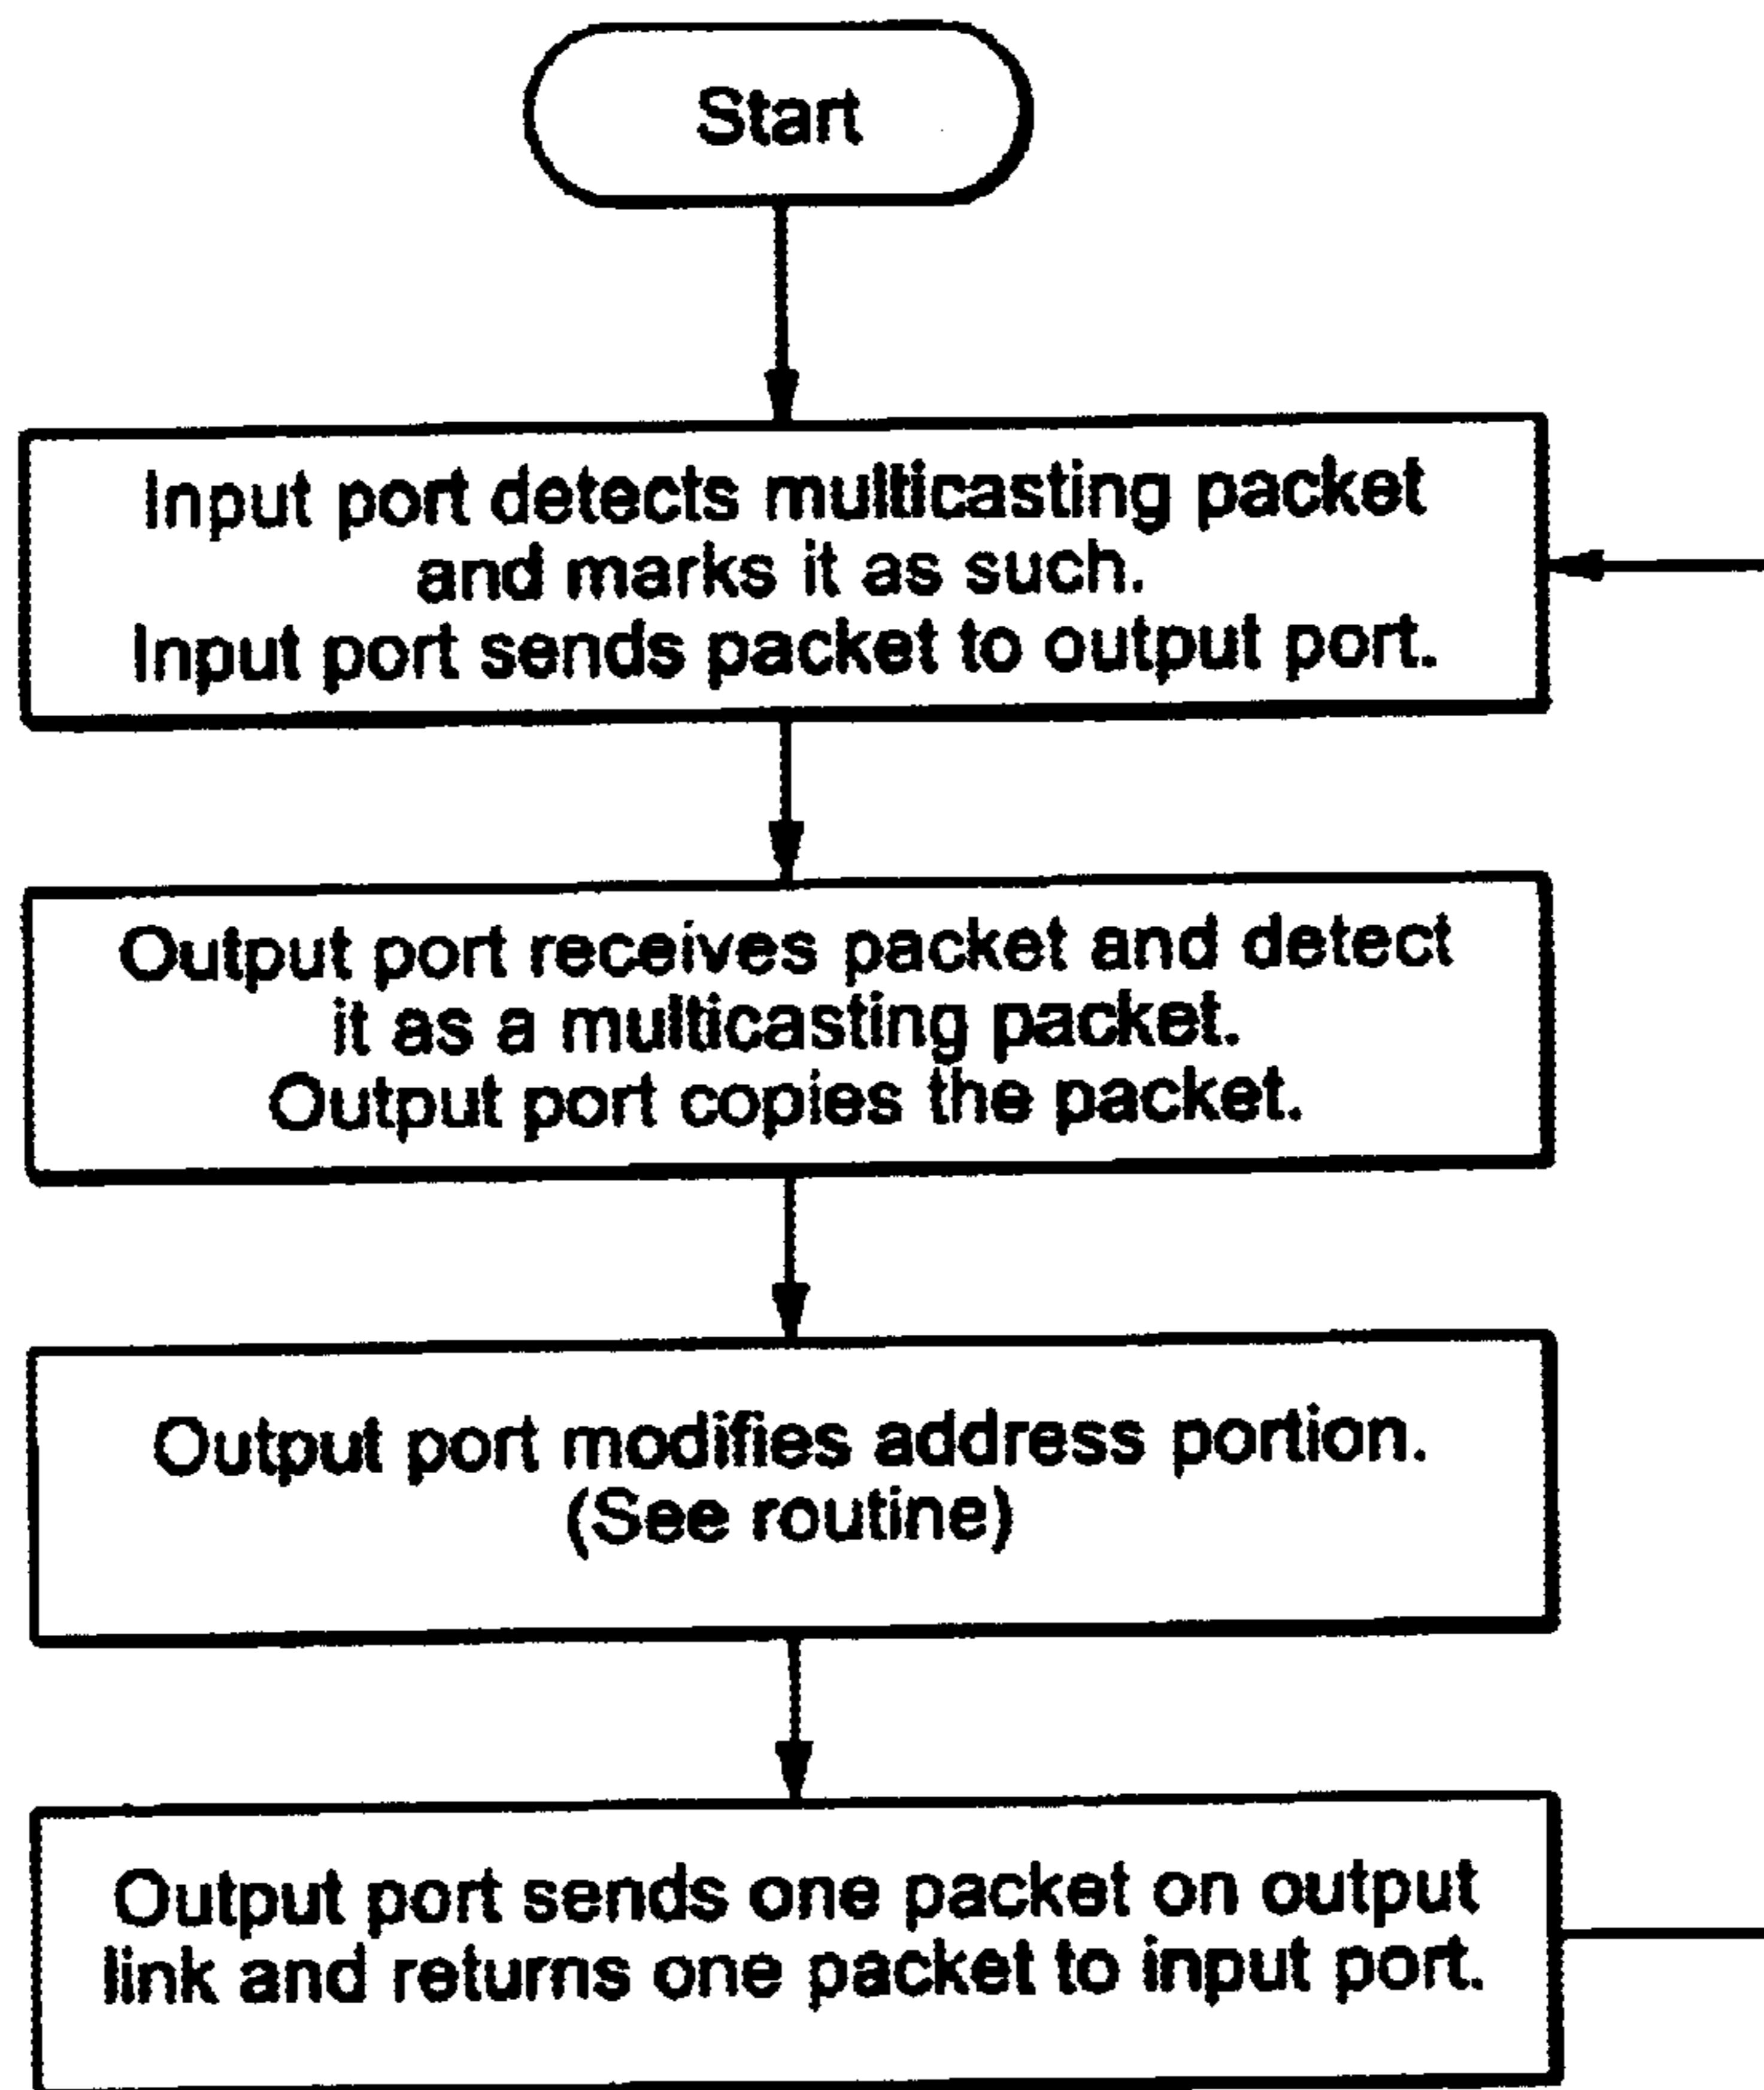 Start
Input port detects multicasting packet
and marks it as such.
Input port sends packet to output port.
Output port receives packet and detect
it as a multicasting packet.
Output port copies the packet.
Output port modifies address portion.
(See routine)
Output port sends one packet on output
link and returns one packet to input port.